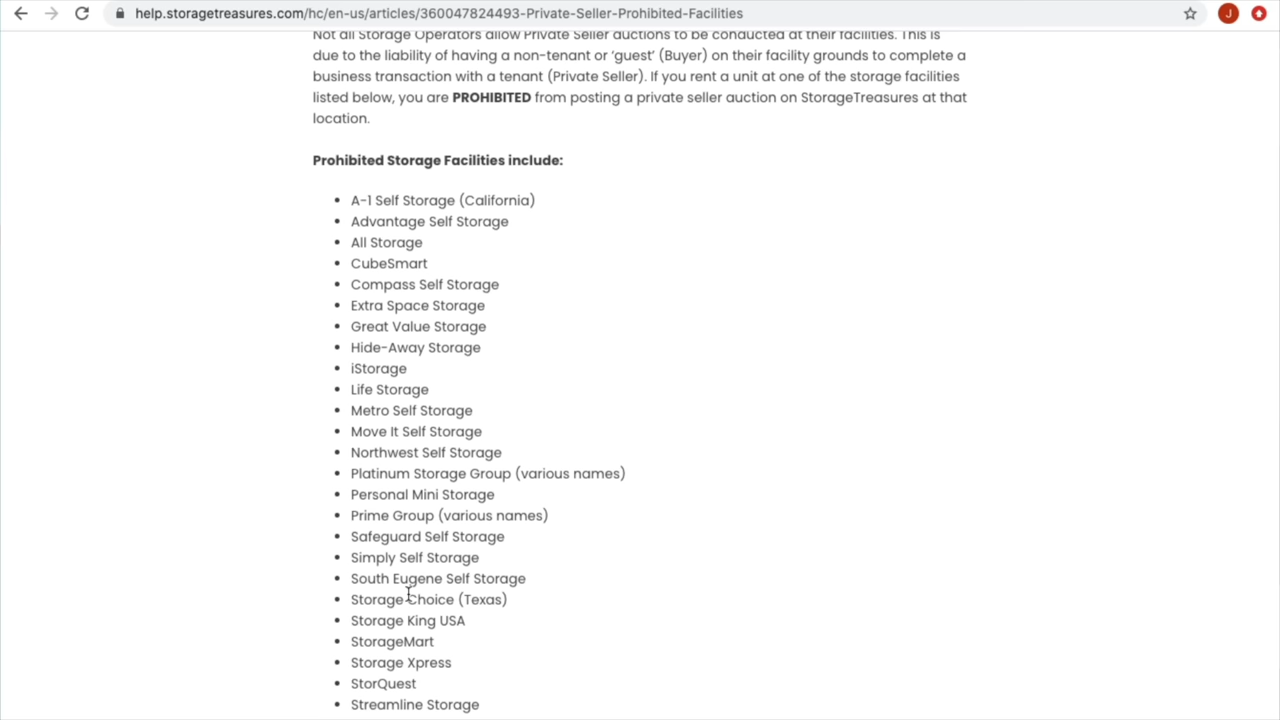 help.storagetreasures.com/hc/en-us/articles/360047824493-Private-Seller-Prohibited-Facilities
J
Not all Storage Operators allow Private Seller auctions to be conducted at their facilities. This is
due to the liability of having a non-tenant or ‘guest’ (Buyer) on their facility grounds to complete a
business transaction with a tenant (Private Seller). If you rent a unit at one of the storage facilities
listed below, you are PROHIBITED from posting a private seller auction on StorageTreasures at that
location.
Prohibited Storage Facilities include:
• A-1 Self Storage (California)
• Advantage Self Storage
• All Storage
• CubeSmart
• Compass Self Storage
• Extra Space Storage
• Great Value Storage
• Hide-Away Storage
• iStorage
• Life Storage
• Metro Self Storage
• Move It Self Storage
• Northwest Self Storage
• Platinum Storage Group (various names)
• Personal Mini Storage
• Prime Group (various names)
• Safeguard Self Storage
• Simply Self Storage
• South Eugene Self Storage
• Storage Choice (Texas)
• Storage King USA
• StorageMart
• Storage Xpress
• StorQuest
• Streamline Storage